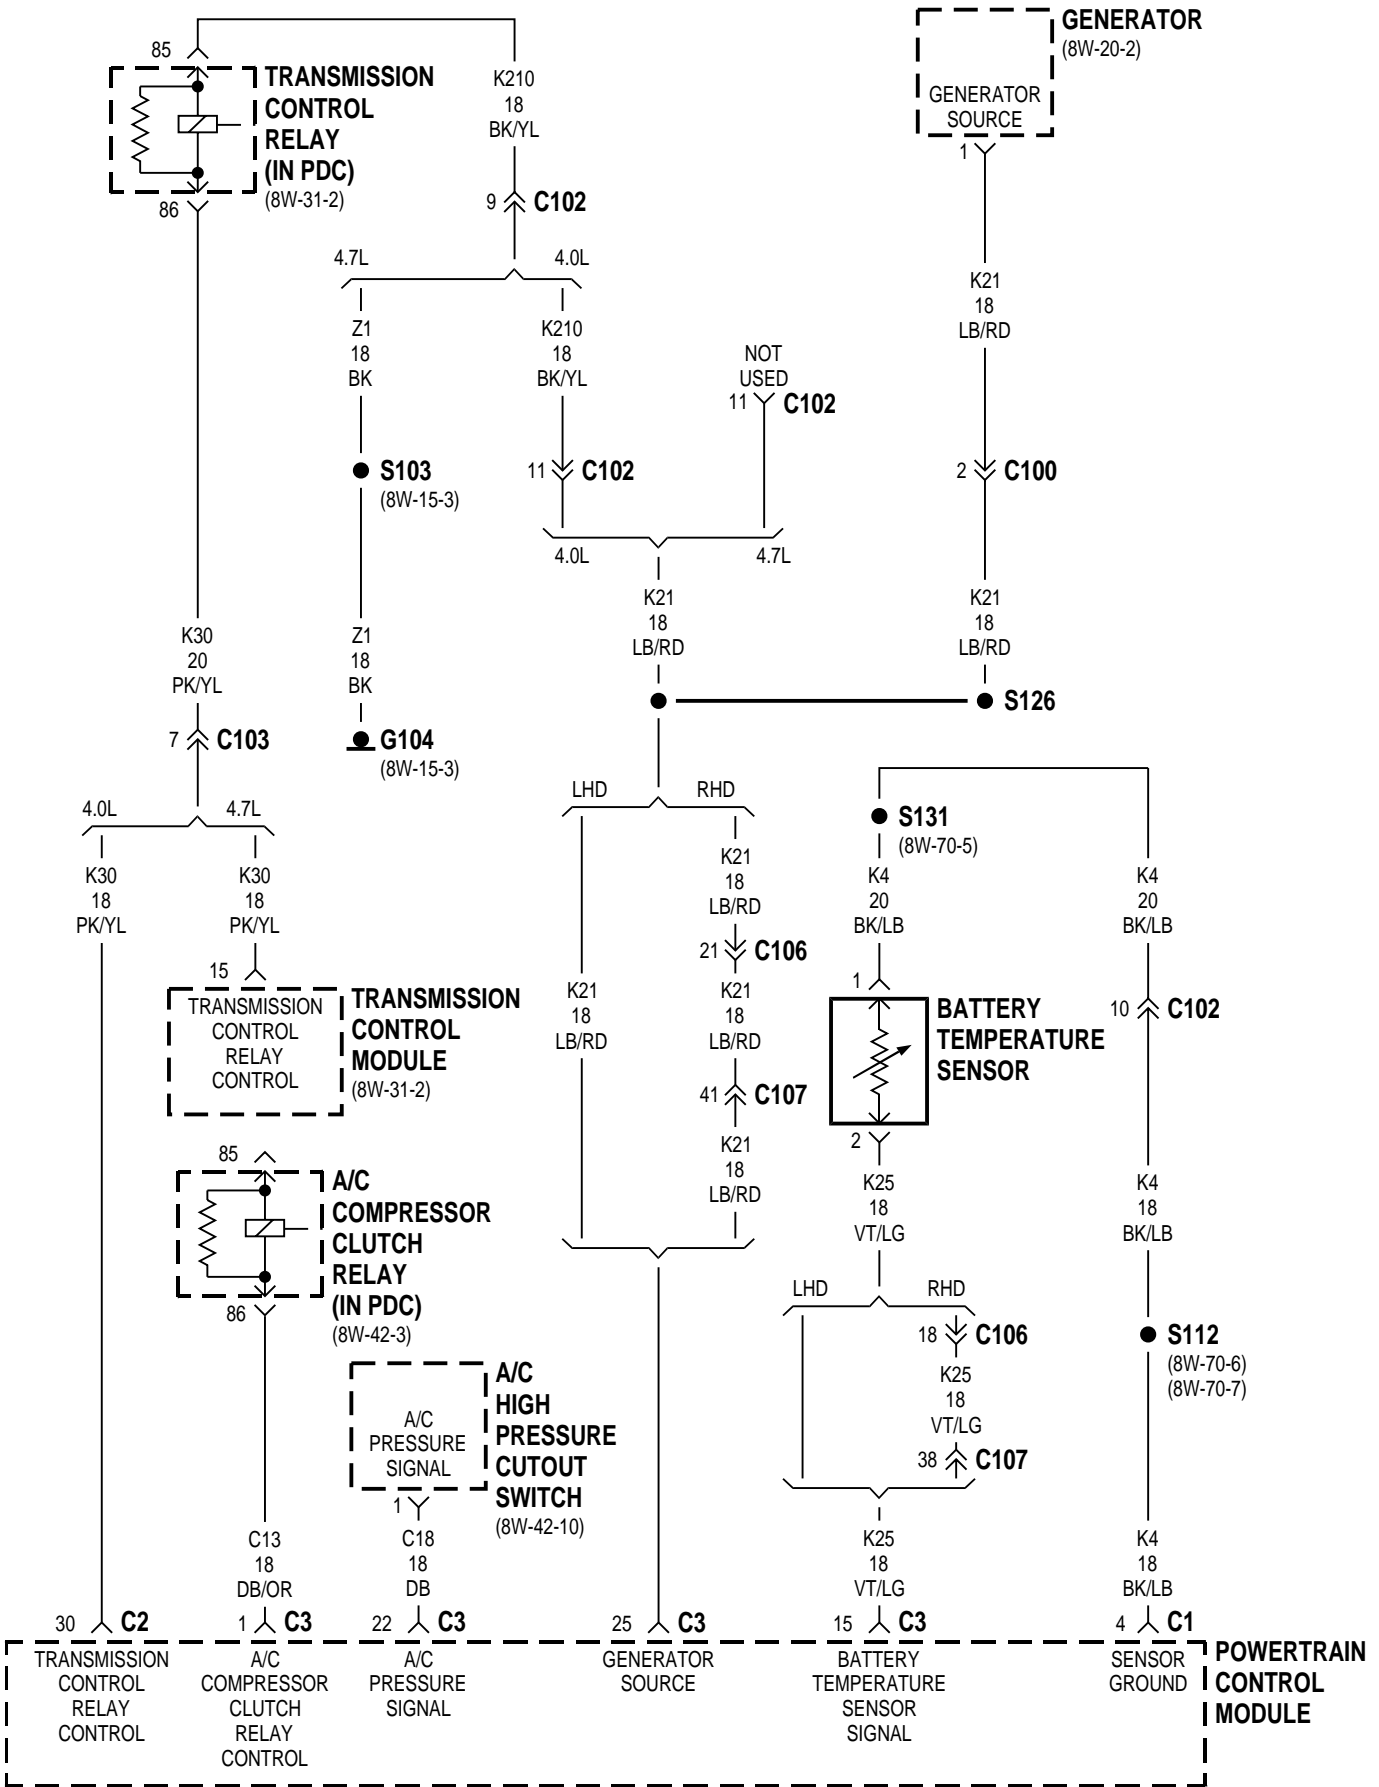 GENERATOR
(8W-20-2)
GENERATOR
SOURCE
1
85
TRANSMISSION
CONTROL
RELAY
(IN PDC)
(8W-31-2)
86
K210
18
BK/YL
9 C102
4.7L
4.0L
Z1
18
BK
K210
18
BK/YL
NOT
USED
11 C102
K21
18
LB/RD
S103
(8W-15-3)
11 C102
2 C100
4.0L
4.7L
K30
20
PK/YL
Z1
18
BK
K21
18
LB/RD
K21
18
LB/RD
S126
7 C103
G104
(8W-15-3)
LHD
RHD
4.0L
4.7L
S131
(8W-70-5)
K30
18
PK/YL
K30
18
PK/YL
K21
18
LB/RD
K4
20
BK/LB
K4
20
BK/LB
21 C106
15
TRANSMISSION
CONTROL
RELAY
CONTROL
TRANSMISSION
CONTROL
MODULE
(8W-31-2)
K21
18
LB/RD
K21
18
LB/RD
1
BATTERY
TEMPERATURE
SENSOR
2
10 C102
41 C107
K21
18
LB/RD
85
A/C
COMPRESSOR
CLUTCH
RELAY
(IN PDC)
(8W-42-3)
86
K25
18
VT/LG
K4
18
BK/LB
LHD
RHD
18 C106
K25
18
VT/LG
38 C107
S112
(8W-70-6)
(8W-70-7)
A/C
PRESSURE
SIGNAL
A/C
HIGH
PRESSURE
CUTOUT
SWITCH
(8W-42-10)
1
C13
18
DB/OR
C18
18
DB
K25
18
VT/LG
K4
18
BK/LB
30 C2
1 C3
22 C3
25 C3
15 C3
4 C1
TRANSMISSION
CONTROL
RELAY
CONTROL
A/C
COMPRESSOR
CLUTCH
RELAY
CONTROL
A/C
PRESSURE
SIGNAL
GENERATOR
SOURCE
BATTERY
TEMPERATURE
SENSOR
SIGNAL
SENSOR
GROUND
POWERTRAIN
CONTROL
MODULE